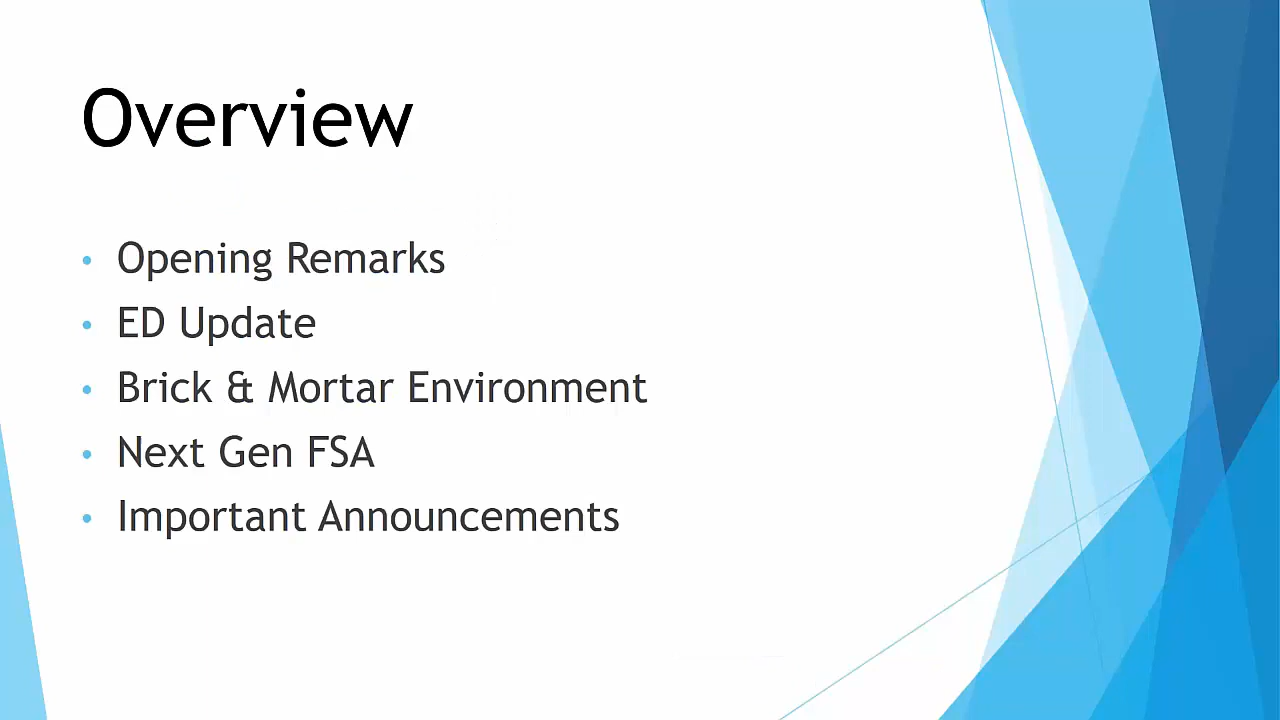 Overview
• Opening Remarks
• ED Update
• Brick & Mortar Environment
• Next Gen FSA
• Important Announcements